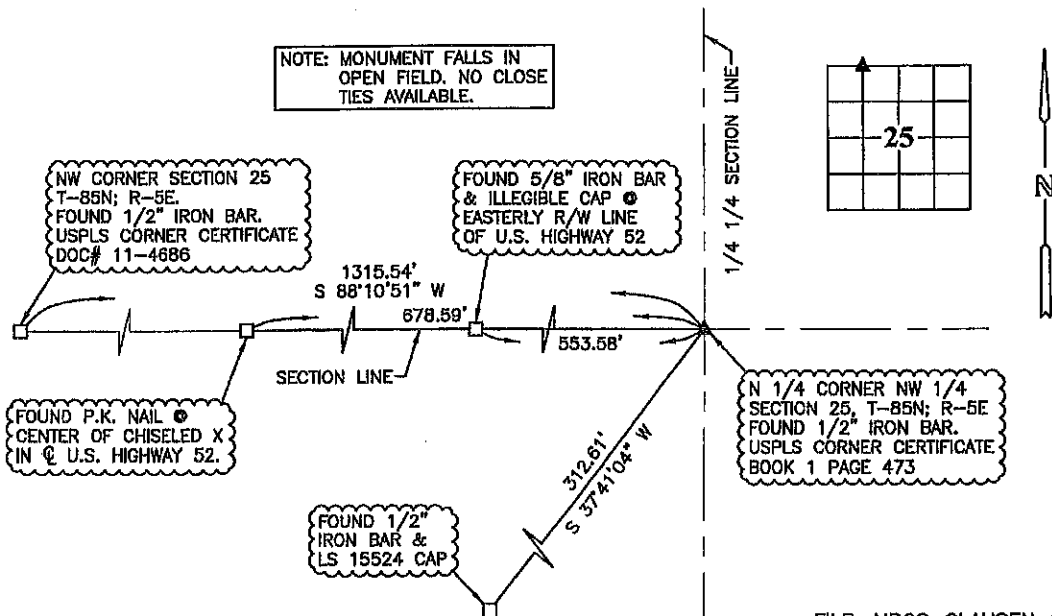 NOTE: MONUMENT FALLS IN
OPEN FIELD. NO CLOSE
TIES AVAILABLE.
1/4 1/4 SECTION LINE
25
N
NW CORNER SECTION 25
T-85N; R-5E.
FOUND 1/2" IRON BAR.
USPLS CORNER CERTIFICATE
DOC# 11-4686
FOUND 5/8" IRON BAR
& ILLEGIBLE CAP @
EASTERLY R/W LINE
OF U.S. HIGHWAY 52
1315.54'
S 88°10'51" W
678.59'
553.58'
SECTION LINE
FOUND P.K. NAIL @
CENTER OF CHISELED X
IN ℄ U.S. HIGHWAY 52.
N 1/4 CORNER NW 1/4
SECTION 25, T-85N; R-5E
FOUND 1/2" IRON BAR.
USPLS CORNER CERTIFICATE
BOOK 1 PAGE 473
312.61'
S 37°41'04" W
FOUND 1/2"
IRON BAR &
LS 15524 CAP